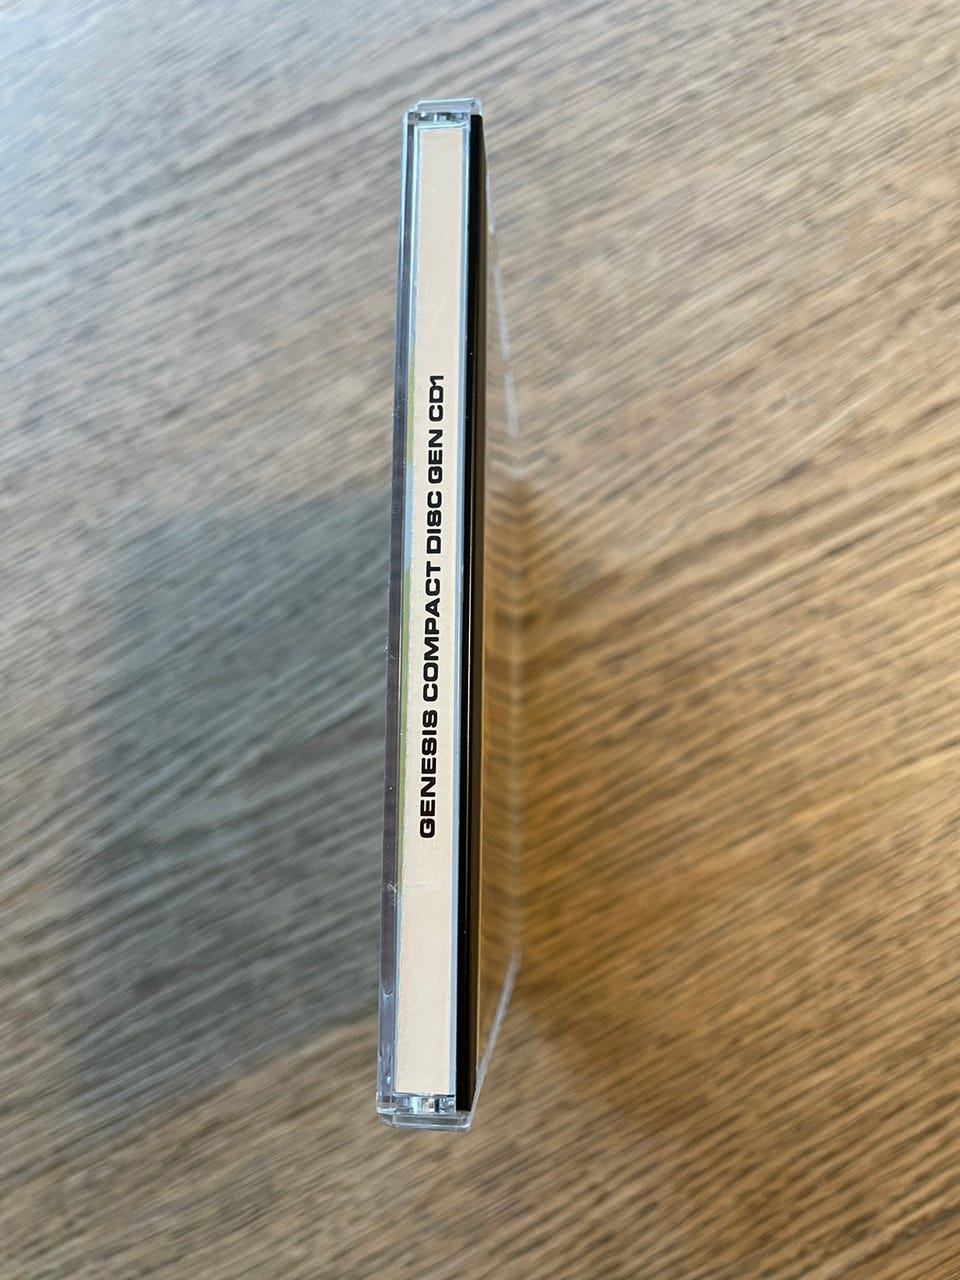 GENESIS COMPACT DISC GEN CD1